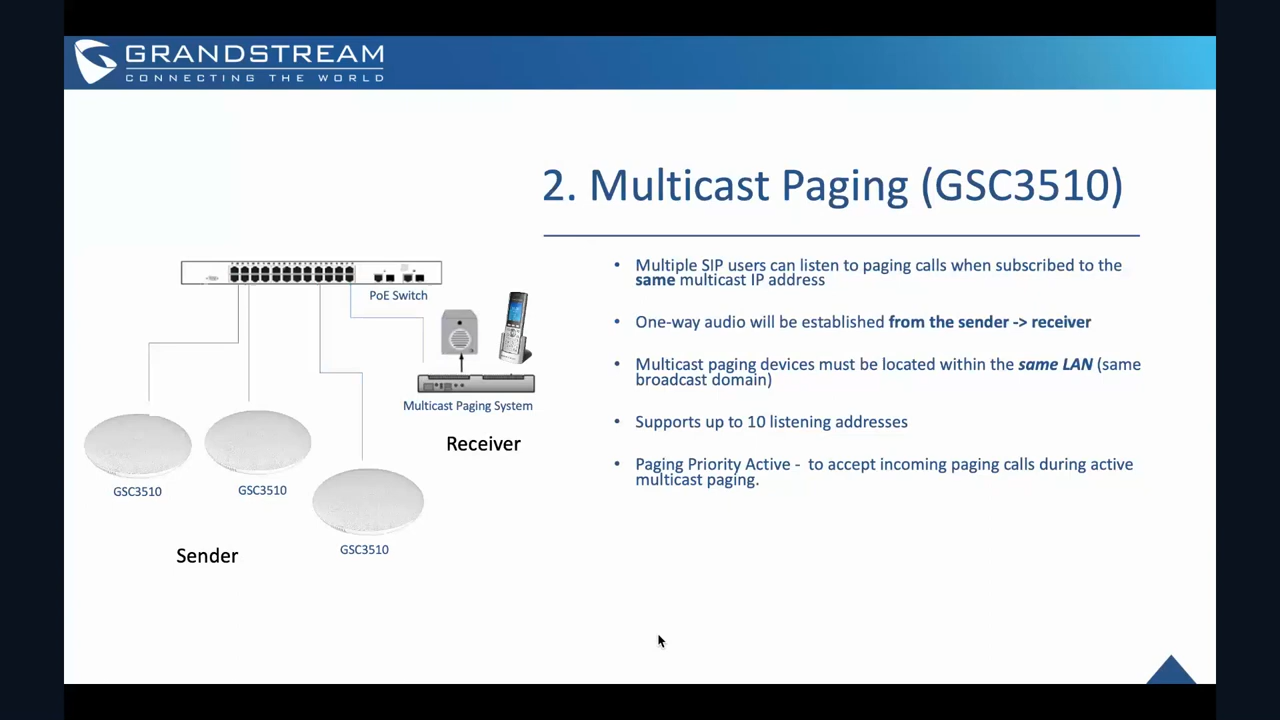 GRANDSTREAM
CONNECTING THE WORLD
2. Multicast Paging (GSC3510)
• Multiple SIP users can listen to paging calls when subscribed to the
same multicast IP address
• One-way audio will be established from the sender -> receiver
• Multicast paging devices must be located within the same LAN (same
broadcast domain)
• Supports up to 10 listening addresses
• Paging Priority Active - to accept incoming paging calls during active
multicast paging.
PoE Switch
Multicast Paging System
Receiver
GSC3510
GSC3510
GSC3510
Sender